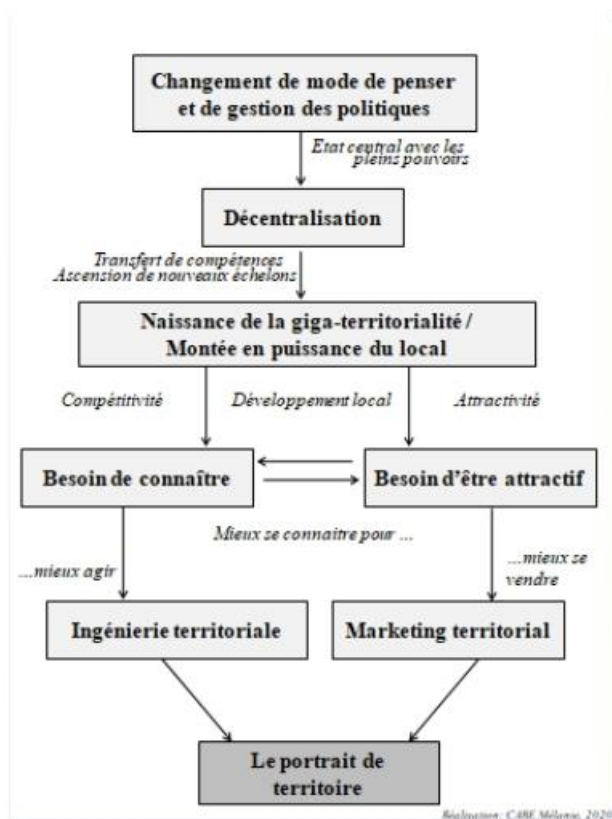 Changement de mode de penser
et de gestion des politiques
Etat central avec les
pleins pouvoirs
Décentralisation
Transfert de compétences
Ascension de nouveaux échelons
Naissance de la giga-territorialité /
Montée en puissance du local
Compétitivité
Développement local
Attractivité
Besoin de connaître
Besoin d'être attractif
Mieux se connaitre pour ...
....mieux agir
....mieux se
vendre
Ingénierie territoriale
Marketing territorial
Le portrait de
territoire
Réalisation: CABE Mélanie, 2020